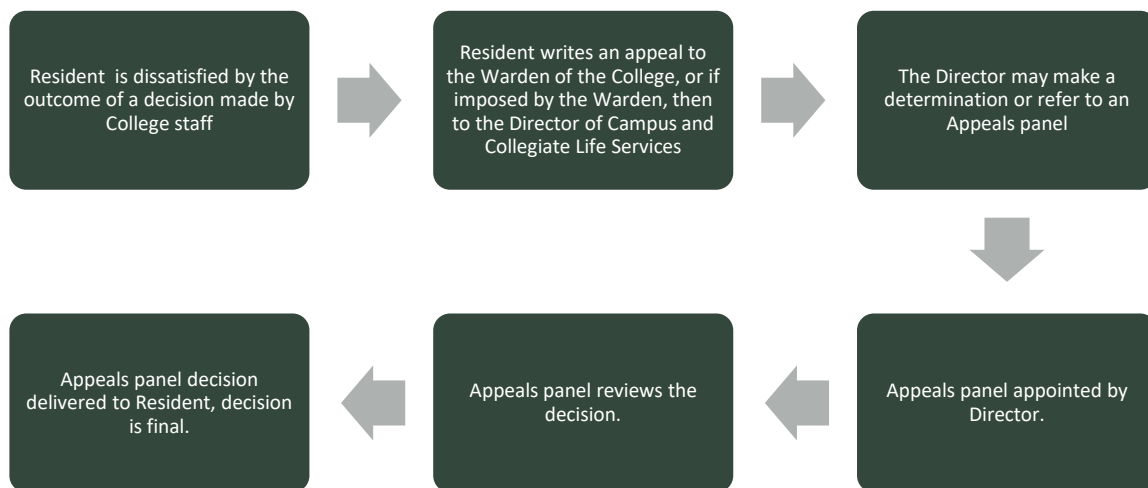 Resident  is dissatisfied by the
outcome of a decision made by
College staff
Resident writes an appeal to
the Warden of the College, or if
imposed by the Warden, then
to the Director of Campus and
Collegiate Life Services
The Director may make a
determination or refer to an
Appeals panel
Appeals panel appointed by
Director.
Appeals panel reviews the
decision.
Appeals panel decision
delivered to Resident, decision
is final.